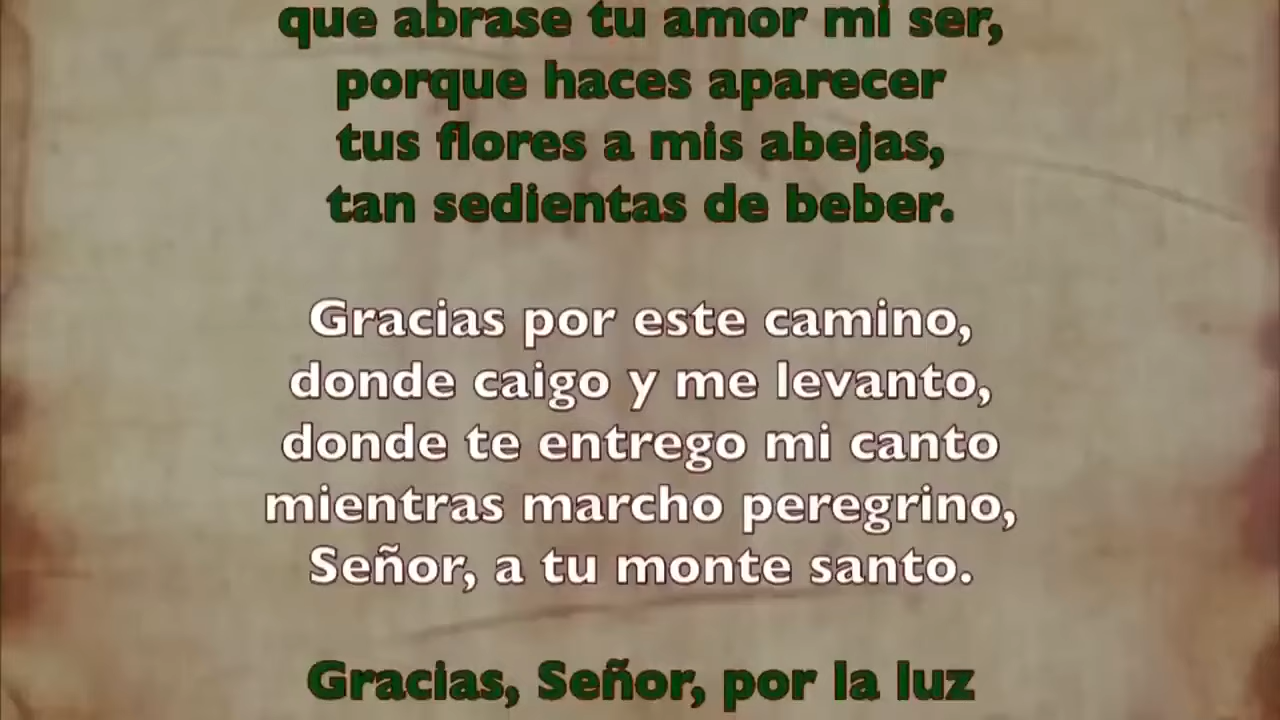 que abrase tu amor mi ser,
porque haces aparecer
tus flores a mis abejas,
tan sedientas de beber.
Gracias por este camino,
donde caigo y me levanto,
donde te entrego mi canto
mientras marcho peregrino,
Señor, a tu monte santo.
Gracias, Señor, por la luz